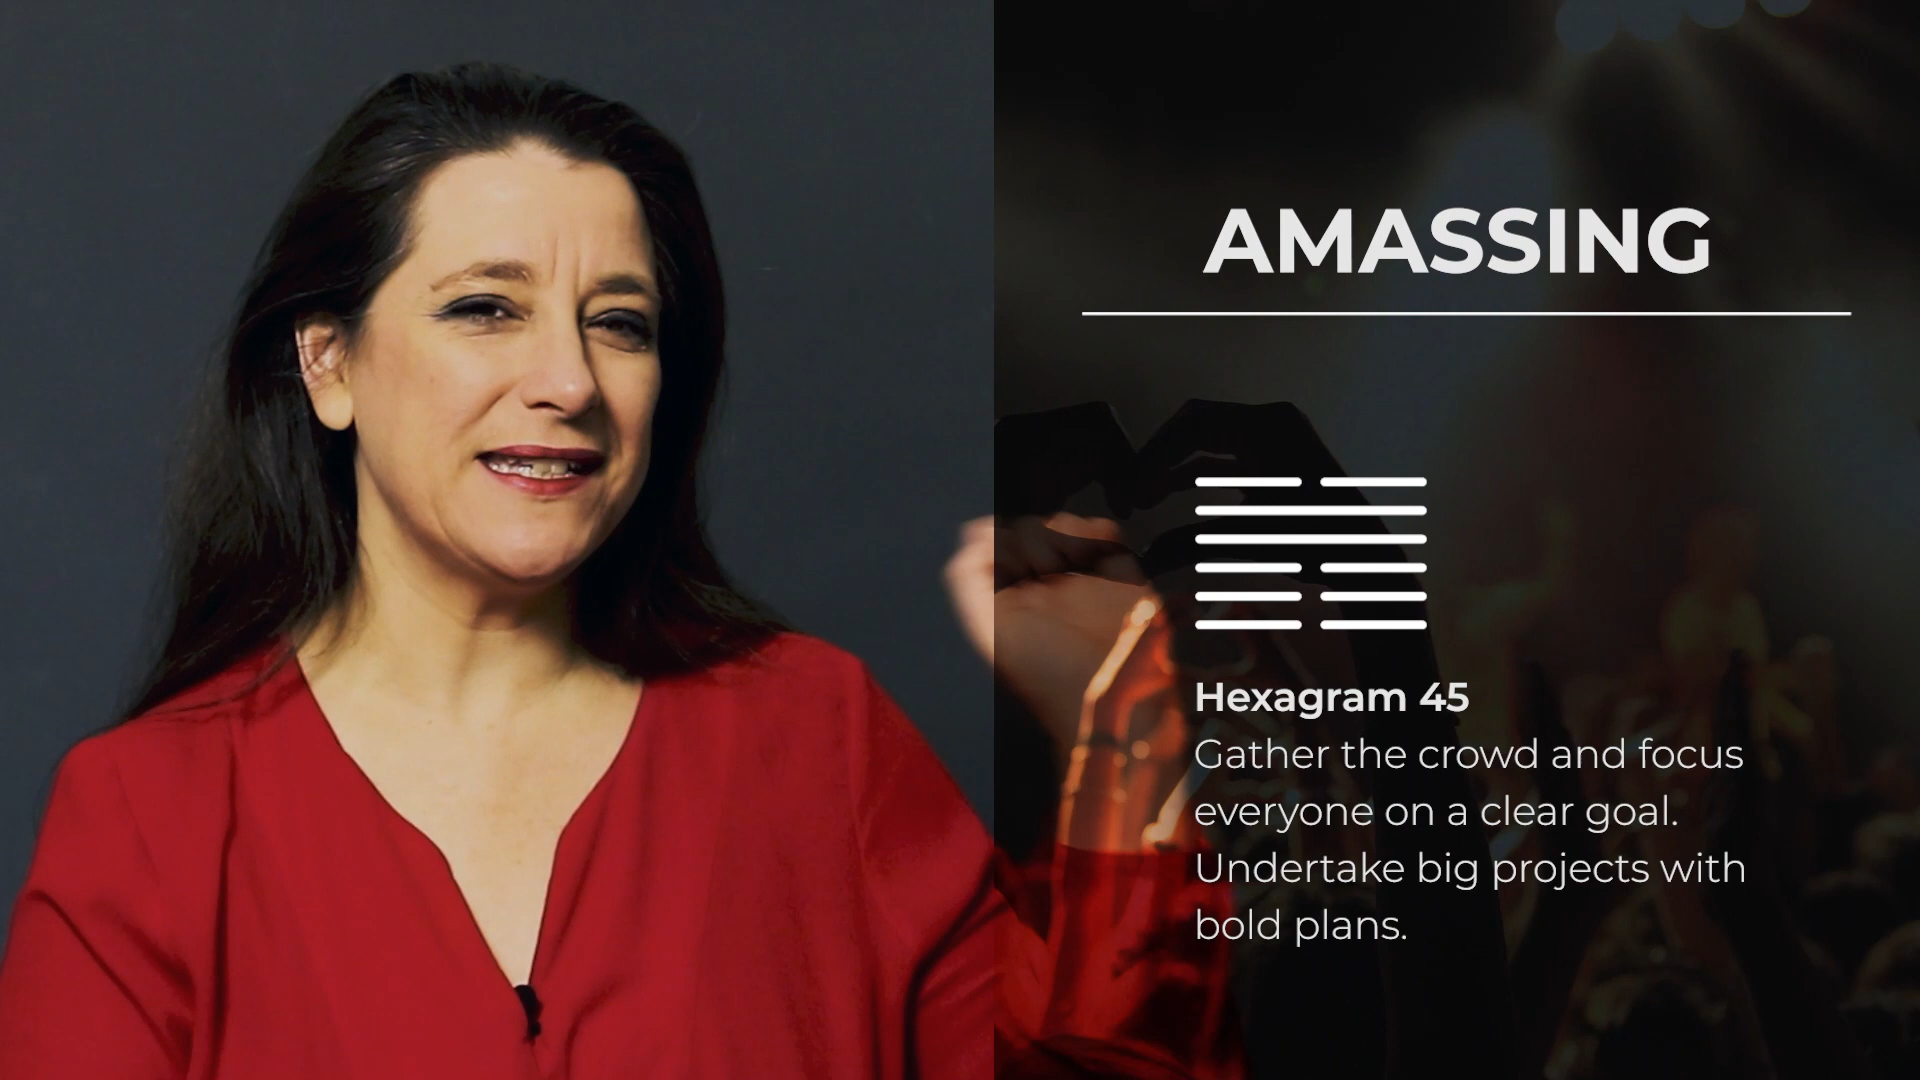 AMASSING
Hexagram 45
Gather the crowd and focus
everyone on a clear goal.
Undertake big projects with
bold plans.